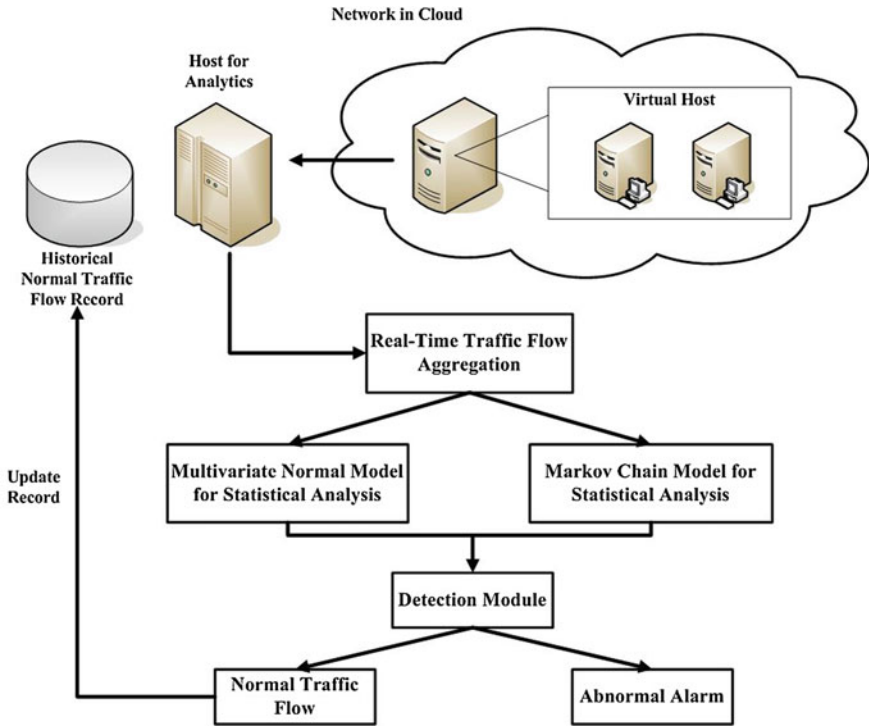 Network in Cloud
Host for
Analytics
Virtual Host
Historical
Normal Traffic
Flow Record
Real-Time Traffic Flow
Aggregation
Update
Record
Multivariate Normal Model
for Statistical Analysis
Markov Chain Model for
Statistical Analysis
Detection Module
Normal Traffic
Flow
Abnormal Alarm